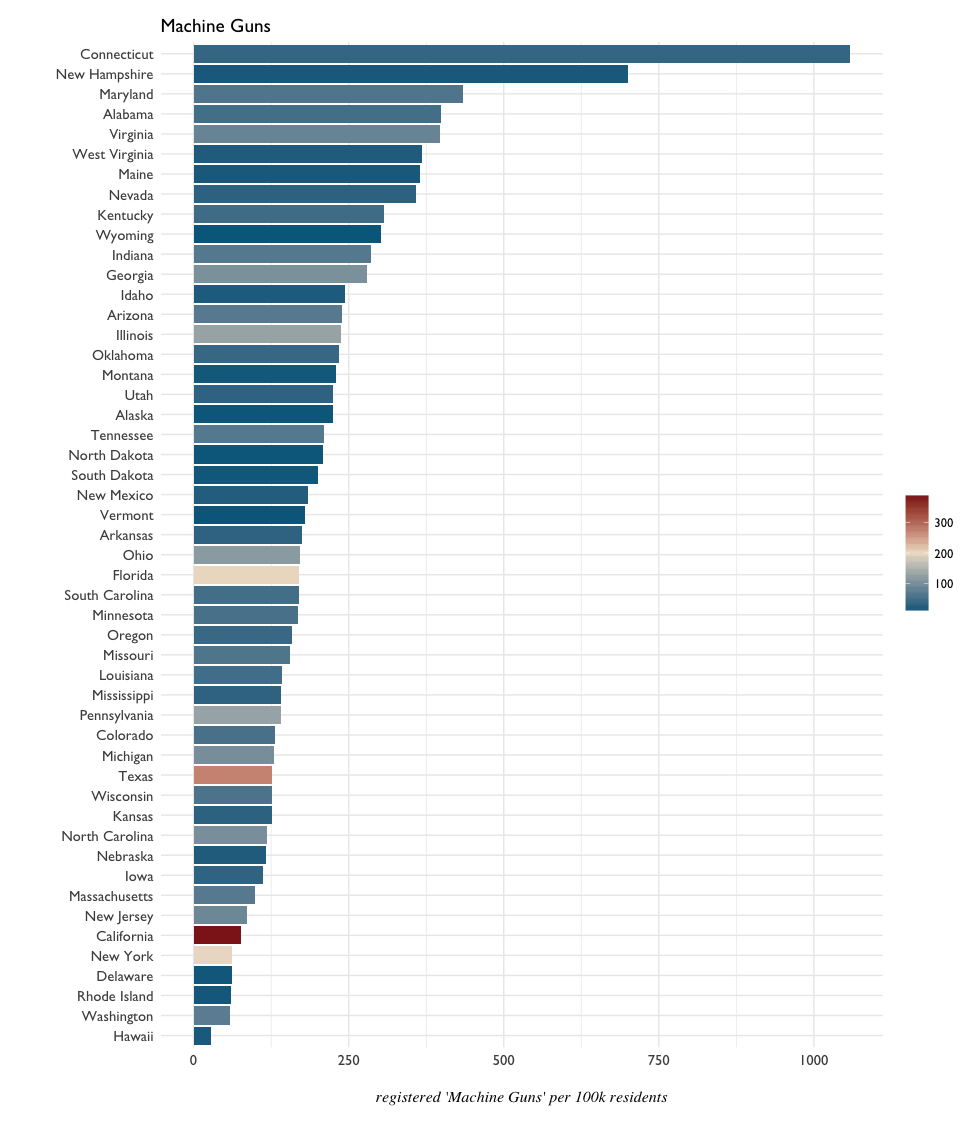 Machine Guns
Connecticut
New Hampshire
Maryland
Alabama
Virginia
West Virginia
Maine
Nevada
Kentucky
Wyoming
Indiana
Georgia
Idaho
Arizona
Illinois
Oklahoma
Montana
Utah
Alaska
Tennessee
North Dakota
South Dakota
New Mexico
Vermont
Arkansas
Ohio
Florida
South Carolina
Minnesota
Oregon
Missouri
Louisiana
Mississippi
Pennsylvania
Colorado
Michigan
Texas
Wisconsin
Kansas
North Carolina
Nebraska
Iowa
Massachusetts
New Jersey
California
New York
Delaware
Rhode Island
Washington
Hawaii
0 250 500 750 1000
registered 'Machine Guns' per 100k residents
300
200
100